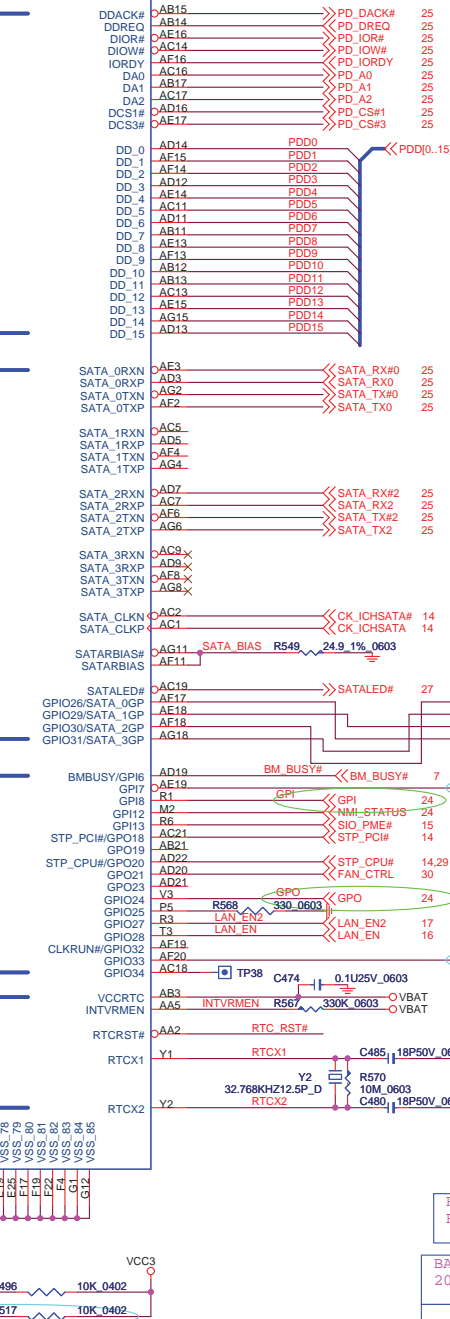 DDACK# AB15 PD_DACK# 25
DDREQ AB14 PD_DREQ 25
DIOR# AE16 PD_IOR# 25
DIOW# AC14 PD_IOW# 25
IORDY AF16 PD_IORDY 25
DA0 AC16 PD_A0 25
DA1 AB17 PD_A1 25
DA2 AC17 PD_A2 25
DCS1# AD16 PD_CS#1 25
DCS3# AE17 PD_CS#3 25
DD_0 AD14 PDD0 PDD[0..15
DD_1 AF15 PDD1
DD_2 AF14 PDD2
DD_3 AD12 PDD3
DD_4 AE14 PDD4
DD_5 AC11 PDD5
DD_6 AD11 PDD6
DD_7 AB11 PDD7
DD_8 AE13 PDD8
DD_9 AF13 PDD9
DD_10 AB12 PDD10
DD_11 AB13 PDD11
DD_12 AC13 PDD12
DD_13 AE15 PDD13
DD_14 AG15 PDD14
DD_15 AD13 PDD15
SATA_0RXN AE3 SATA_RX#0 25
SATA_0RXP AD3 SATA_RX0 25
SATA_0TXN AG2 SATA_TX#0 25
SATA_0TXP AF2 SATA_TX0 25
SATA_1RXN AC5
SATA_1RXP AD5
SATA_1TXN AF4
SATA_1TXP AG4
SATA_2RXN AD7 SATA_RX#2 25
SATA_2RXP AC7 SATA_RX2 25
SATA_2TXN AF6 SATA_TX#2 25
SATA_2TXP AG6 SATA_TX2 25
SATA_3RXN AC9
SATA_3RXP AD9
SATA_3TXN AF8
SATA_3TXP AG8
SATA_CLKN AC2 CK_ICHSATA# 14
SATA_CLKP AC1 CK_ICHSATA 14
SATARBIAS# AG11 SATA_BIAS R549 24.9_1%_0603
SATARBIAS AF11
SATALED# AC19 SATALED# 27
GPIO26/SATA_0GP AF17
GPIO29/SATA_1GP AE18
GPIO30/SATA_2GP AF18
GPIO31/SATA_3GP AG18
BMBUSY/GPI6 AD19 BM_BUSY# BM_BUSY# 7
GPI7 AE19
GPI8 R1 GPI GPI 24
GPI12 M2 NMI_STATUS 24
GPI13 R6 SIO_PME# 15
STP_PCI#/GPO18 AC21 STP_PCI# 14
GPO19 AB21
STP_CPU#/GPO20 AD22 STP_CPU# 14,29
GPO21 AD20 FAN_CTRL 30
GPO23 AD21
GPIO24 V3 GPO GPO 24
GPIO25 P5 R568 330_0603
GPIO27 R3 LAN_EN2 LAN_EN2 17
GPIO28 T3 LAN_EN LAN_EN 16
CLKRUN#/GPIO32 AF19
GPIO33 AF20
GPIO34 AC18 TP38
C474 0.1U25V_0603
VCCRTC AB3 VBAT
INTVRMEN AA5 INTVRMEN R567 330K_0603 VBAT
RTCRST# AA2 RTC_RST#
RTCX1 Y1 RTCX1 C485 18P50V_06
Y2 R570
32.768KHZ12.5P_D 10M_0603
RTCX2 Y2 RTCX2 C480 18P50V_06
VSS_78
VSS_79 E25
VSS_80 F17
VSS_81 F19
VSS_82 F22
VSS_83 F4
VSS_84 G1
VSS_85 G12
VCC3
496 10K_0402
BA
20
517 10K_0402